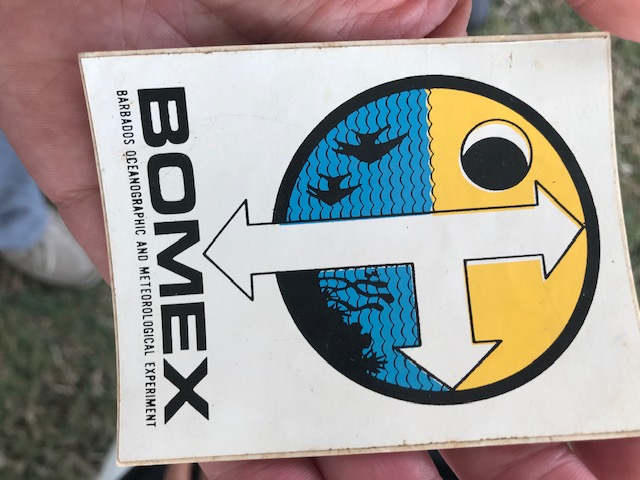 BOMEX
BARBADOS OCEANOGRAPHIC AND METEOROLOGICAL EXPERIMENT